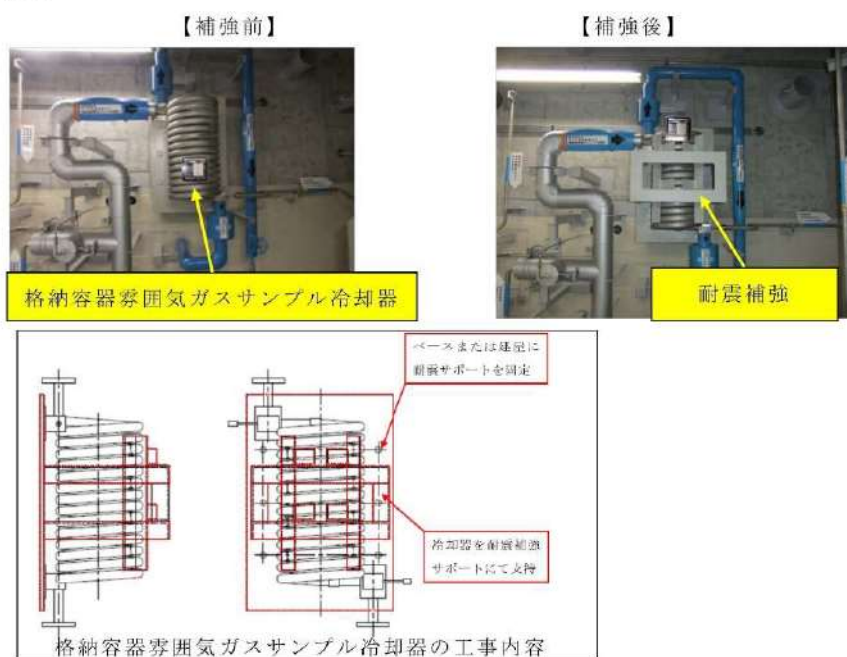 【補強前】
【補強後】
格納容器雰囲気ガスサンプル冷却器
耐震補強
ベースまたは建屋に
耐震サポートを固定
冷却器を耐震補強
サポートにて支持
格納容器雰囲気ガスサンプル冷却器の工事内容